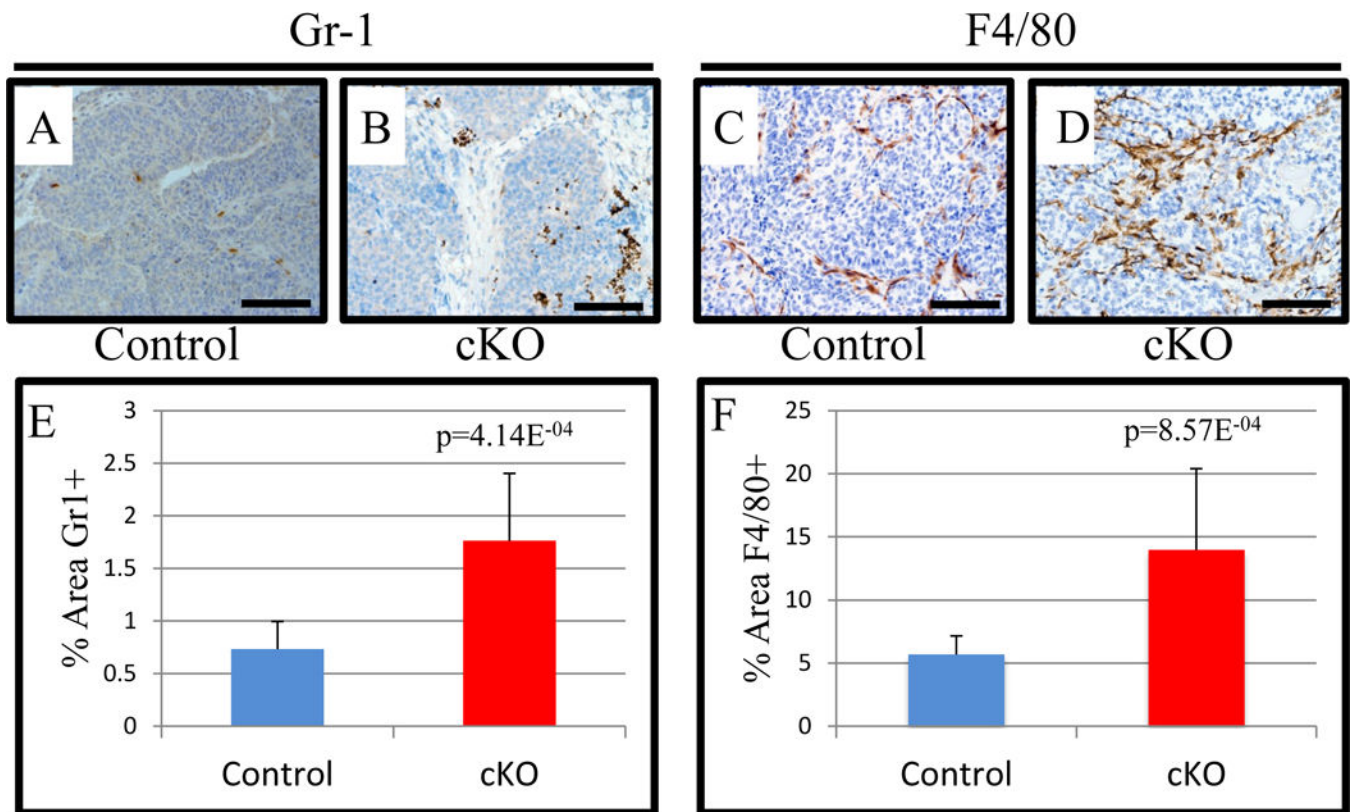 Gr-1
F4/80
A
B
C
D
Control
cKO
Control
cKO
E
% Area Gr1+
3
2.5
2
1.5
1
0.5
0
p=4.14E⁻⁰⁴
Control
cKO
F
% Area F4/80+
25
20
15
10
5
0
p=8.57E⁻⁰⁴
Control
cKO